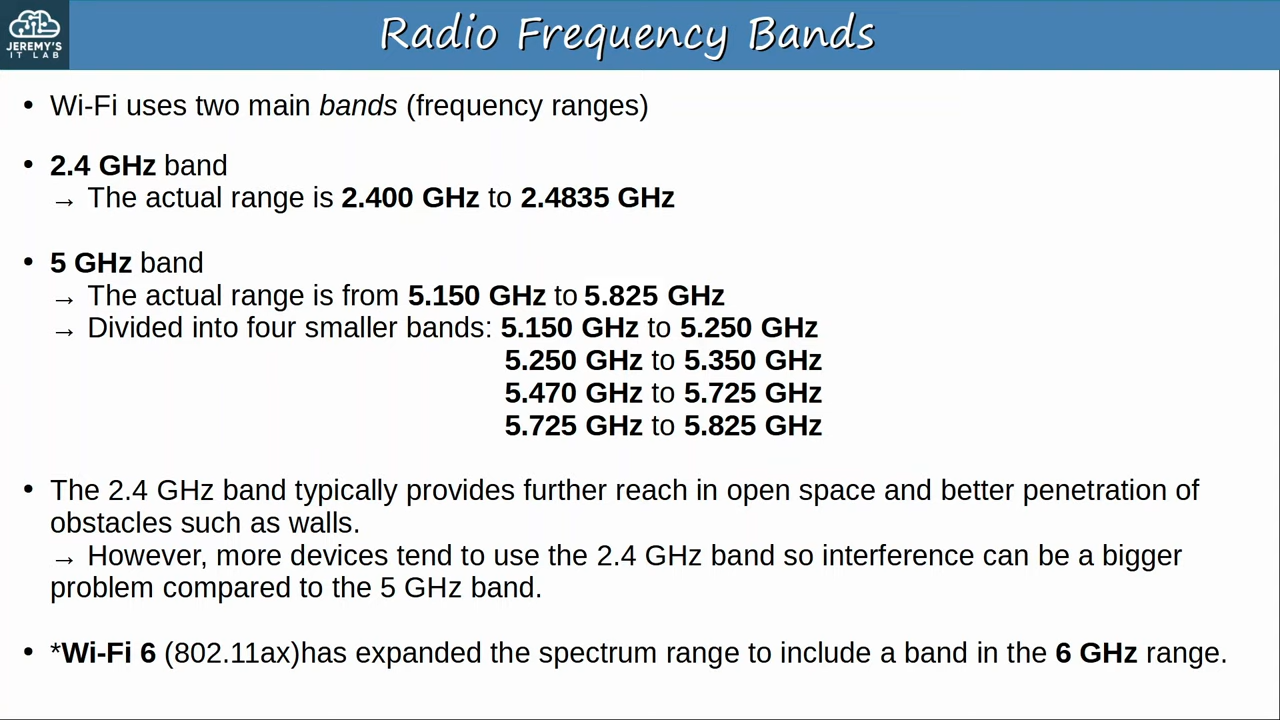 JEREMY'S
IT LAB
Radio Frequency Bands
• Wi-Fi uses two main bands (frequency ranges)
• 2.4 GHz band
→ The actual range is 2.400 GHz to 2.4835 GHz
• 5 GHz band
→ The actual range is from 5.150 GHz to 5.825 GHz
→ Divided into four smaller bands: 5.150 GHz to 5.250 GHz
5.250 GHz to 5.350 GHz
5.470 GHz to 5.725 GHz
5.725 GHz to 5.825 GHz
• The 2.4 GHz band typically provides further reach in open space and better penetration of
obstacles such as walls.
→ However, more devices tend to use the 2.4 GHz band so interference can be a bigger
problem compared to the 5 GHz band.
• *Wi-Fi 6 (802.11ax)has expanded the spectrum range to include a band in the 6 GHz range.